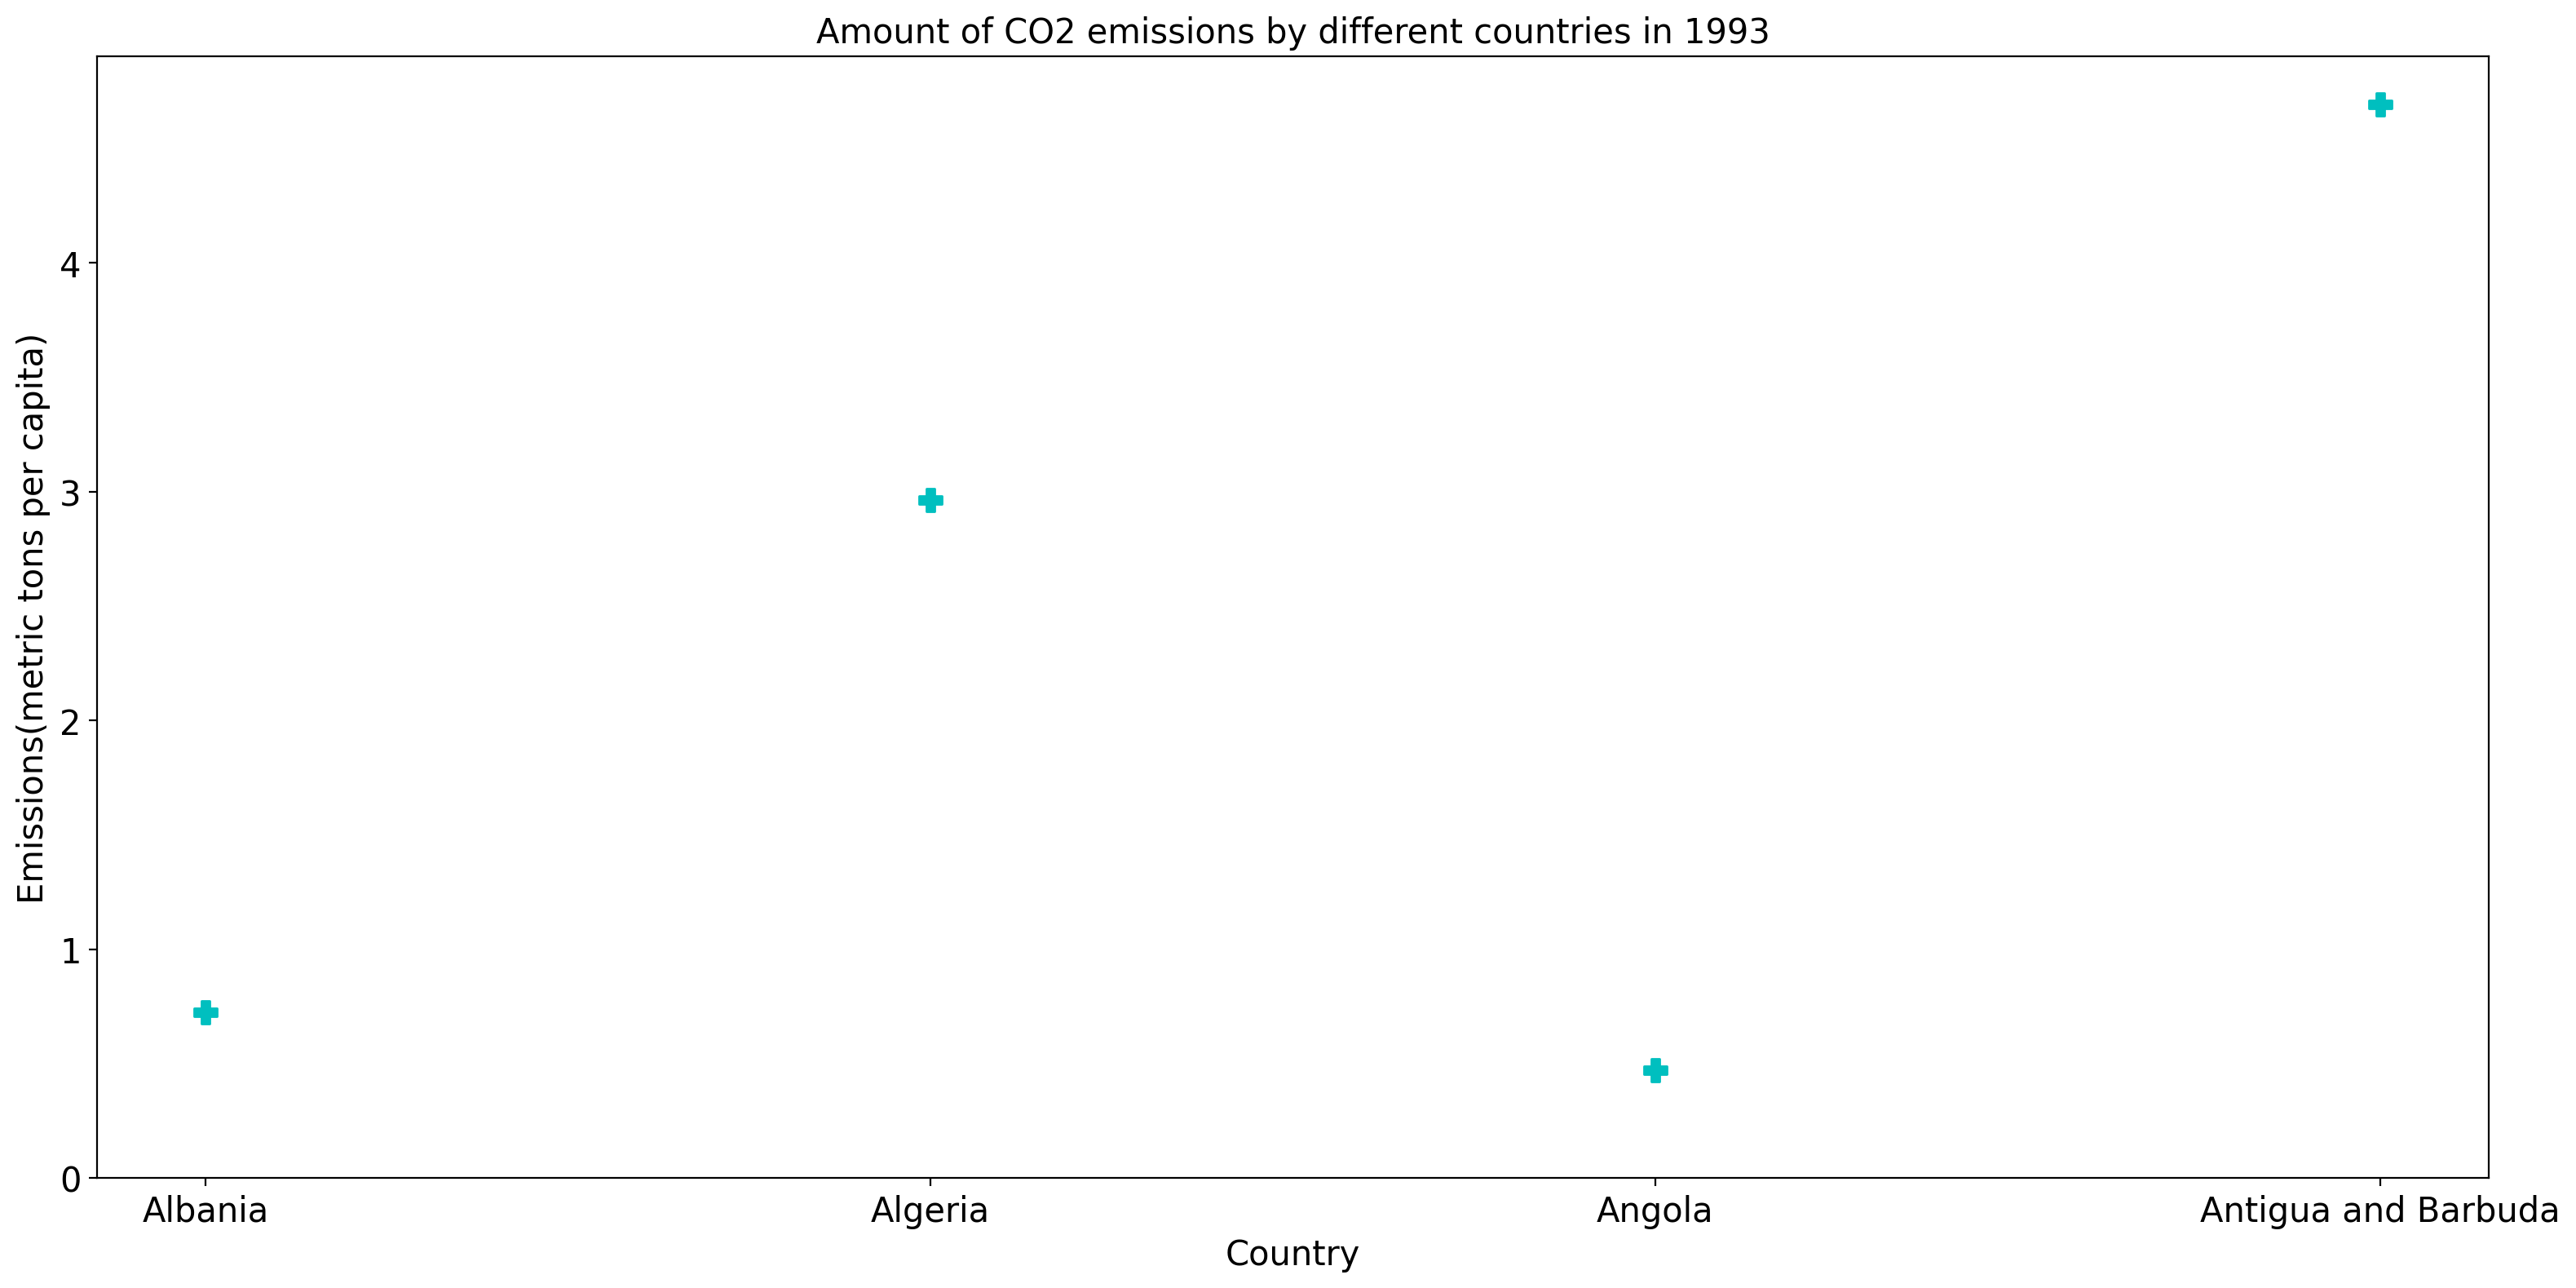 Amount of CO2 emissions by different countries in 1993
Emissions(metric tons per capita)
4
3
2
1
0
Albania Algeria Angola Antigua and Barbuda
Country